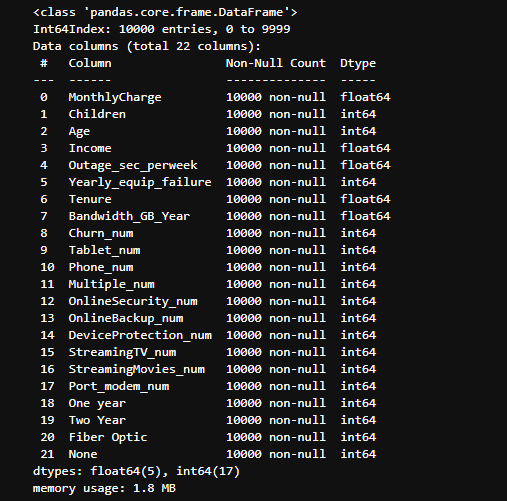 <class 'pandas.core.frame.DataFrame'>
Int64Index: 10000 entries, 0 to 9999
Data columns (total 22 columns):
 #   Column                Non-Null Count  Dtype
---  ------                --------------  -----
 0   MonthlyCharge         10000 non-null  float64
 1   Children              10000 non-null  int64
 2   Age                   10000 non-null  int64
 3   Income                10000 non-null  float64
 4   Outage_sec_perweek    10000 non-null  float64
 5   Yearly_equip_failure  10000 non-null  int64
 6   Tenure                10000 non-null  float64
 7   Bandwidth_GB_Year     10000 non-null  float64
 8   Churn_num             10000 non-null  int64
 9   Tablet_num            10000 non-null  int64
 10  Phone_num             10000 non-null  int64
 11  Multiple_num          10000 non-null  int64
 12  OnlineSecurity_num    10000 non-null  int64
 13  OnlineBackup_num      10000 non-null  int64
 14  DeviceProtection_num  10000 non-null  int64
 15  StreamingTV_num       10000 non-null  int64
 16  StreamingMovies_num   10000 non-null  int64
 17  Port_modem_num        10000 non-null  int64
 18  One year              10000 non-null  int64
 19  Two Year              10000 non-null  int64
 20  Fiber Optic           10000 non-null  int64
 21  None                  10000 non-null  int64
dtypes: float64(5), int64(17)
memory usage: 1.8 MB